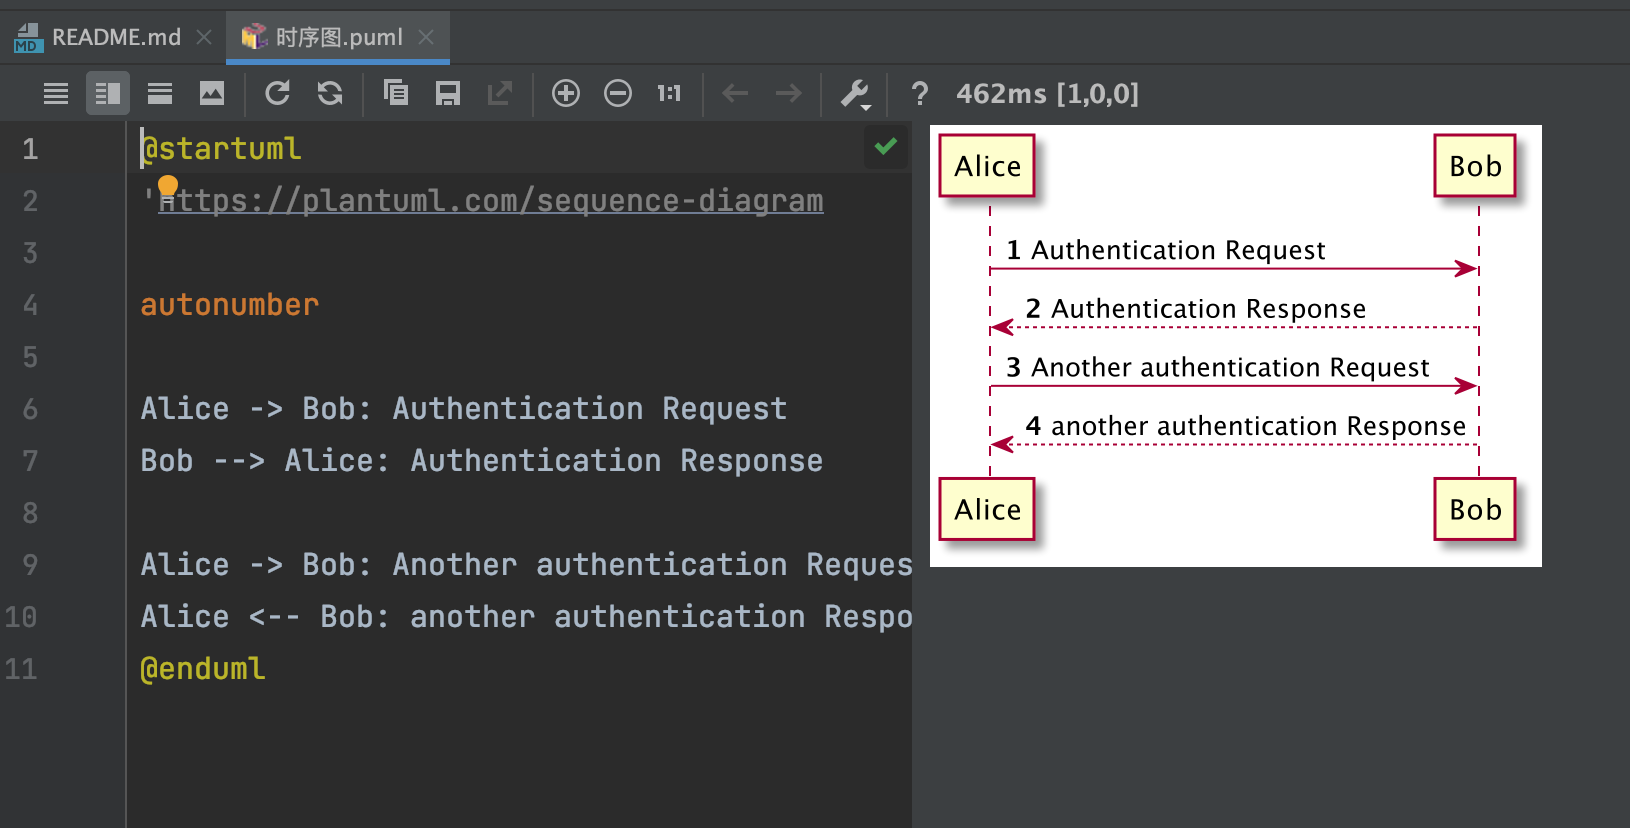 README.md
时序图.puml
MD
1:1
?
462ms [1,0,0]
1 @startuml
2 'https://plantuml.com/sequence-diagram
3
4 autonumber
5
6 Alice -> Bob: Authentication Request
7 Bob --> Alice: Authentication Response
8
9 Alice -> Bob: Another authentication Reques
10 Alice <-- Bob: another authentication Respo
11 @enduml
Alice
Bob
1 Authentication Request
2 Authentication Response
3 Another authentication Request
4 another authentication Response
Alice
Bob